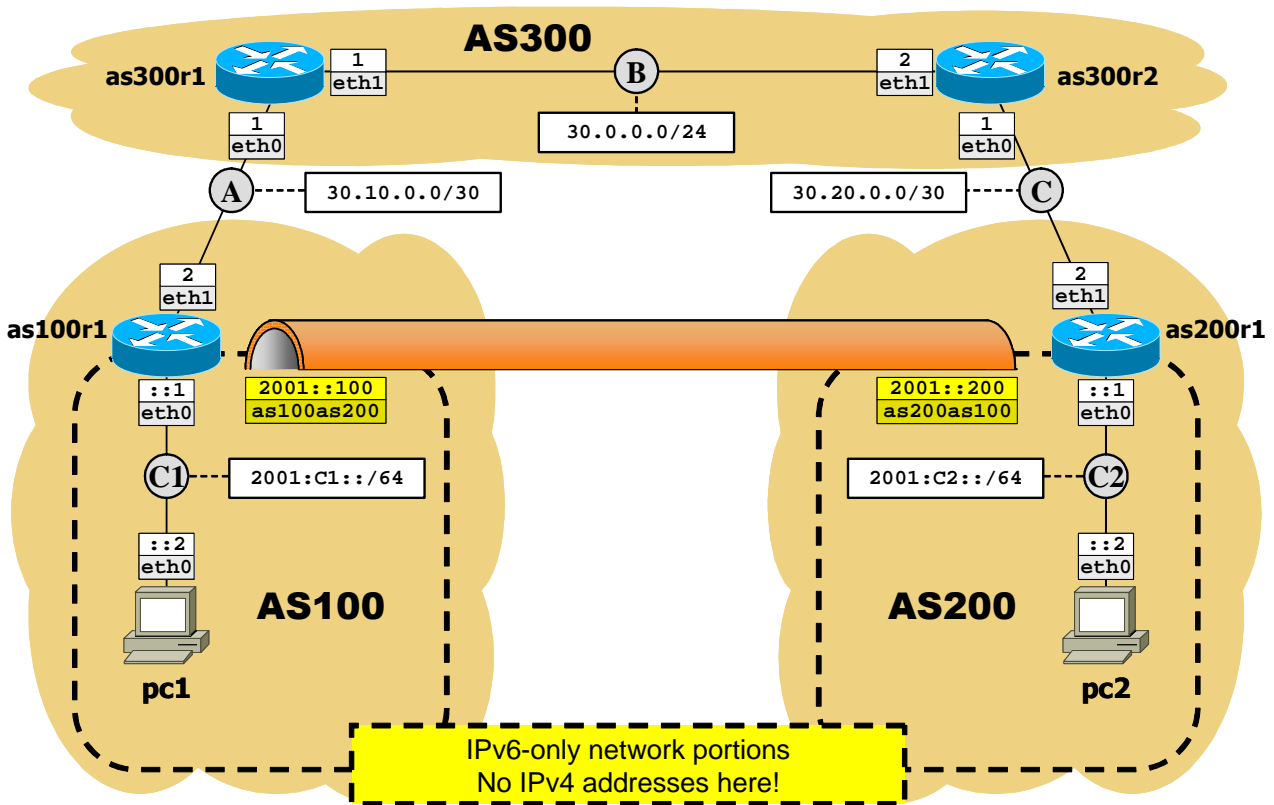 AS300
as300r1
1
eth1
B
2
eth1
as300r2
1
eth0
30.0.0.0/24
1
eth0
A
30.10.0.0/30
30.20.0.0/30
C
2
eth1
2
eth1
as100r1
as200r1
::1
eth0
2001::100
as100as200
2001::200
as200as100
::1
eth0
C1
2001:C1::/64
2001:C2::/64
C2
::2
eth0
::2
eth0
AS100
AS200
pc1
pc2
IPv6-only network portions
No IPv4 addresses here!